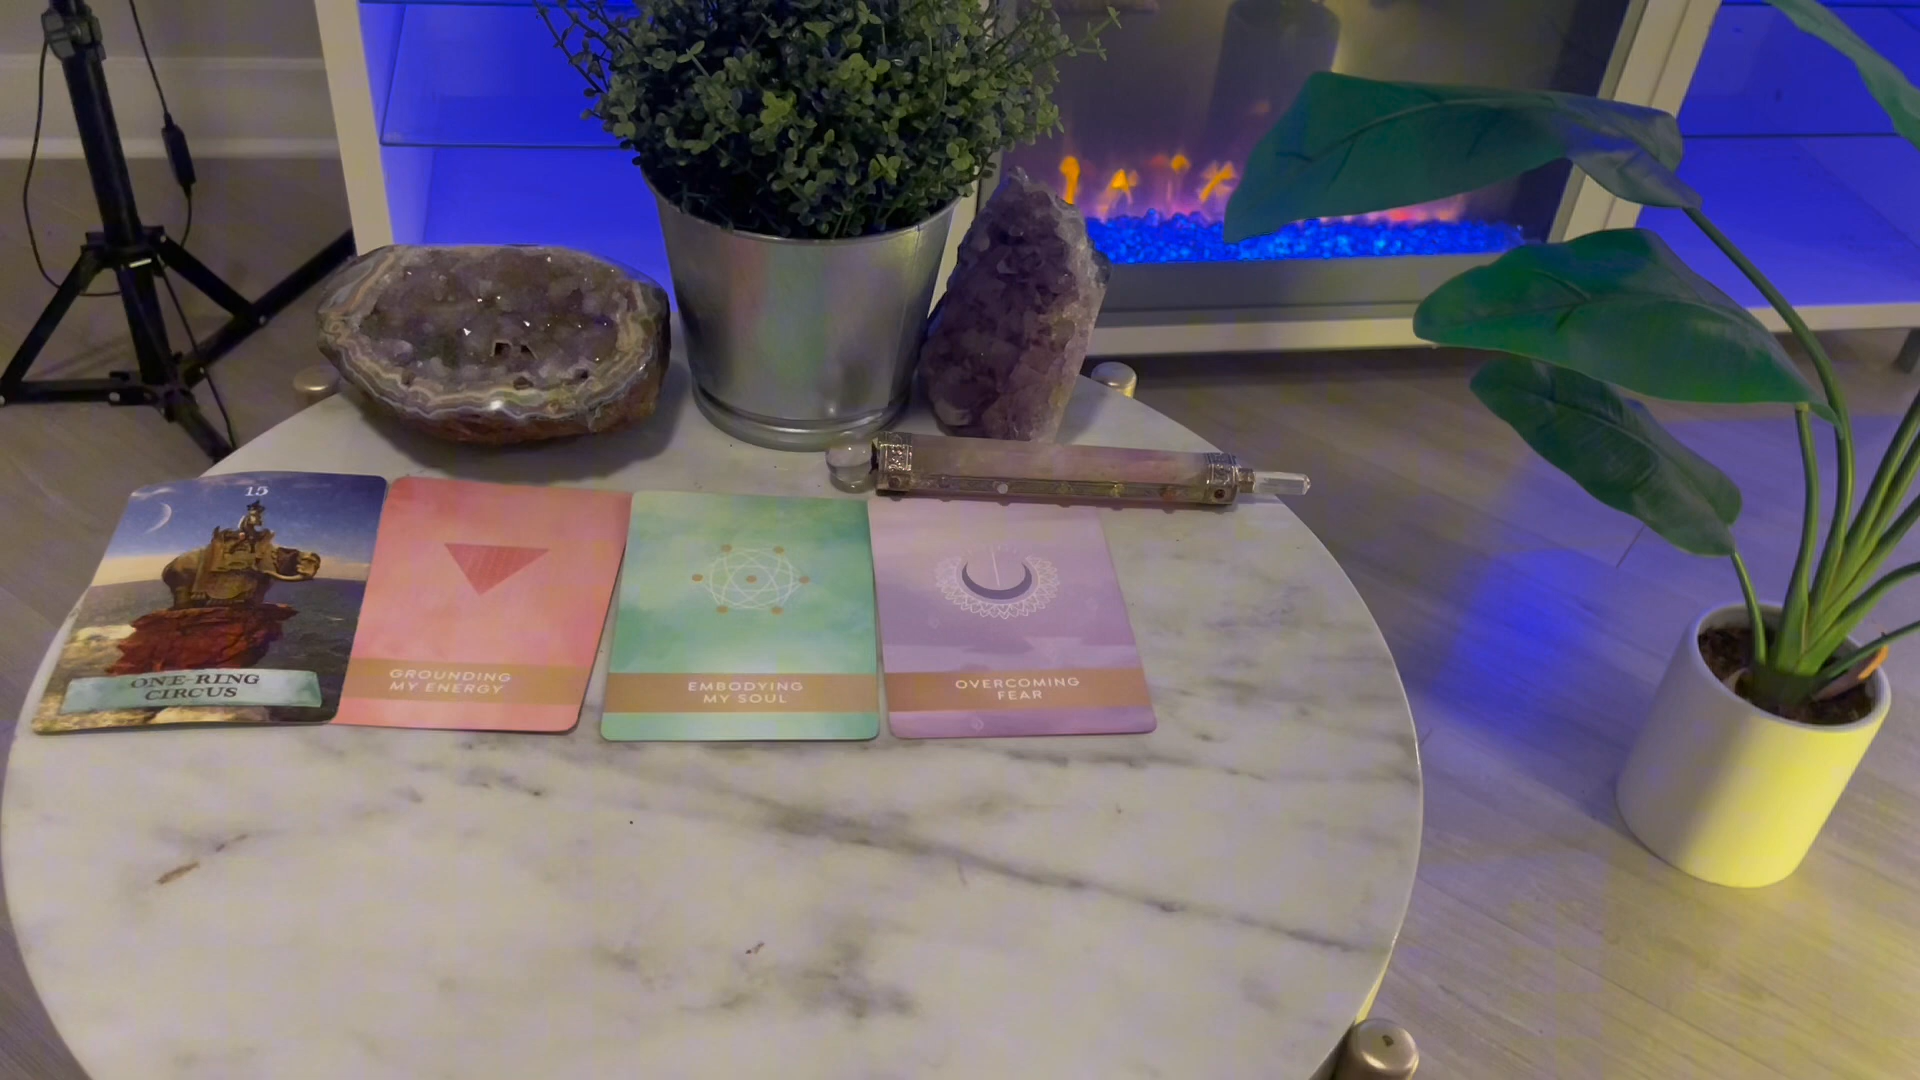 15
ONE-RING
CIRCUS
GROUNDING
MY ENERGY
EMBODYING
MY SOUL
OVERCOMING
FEAR